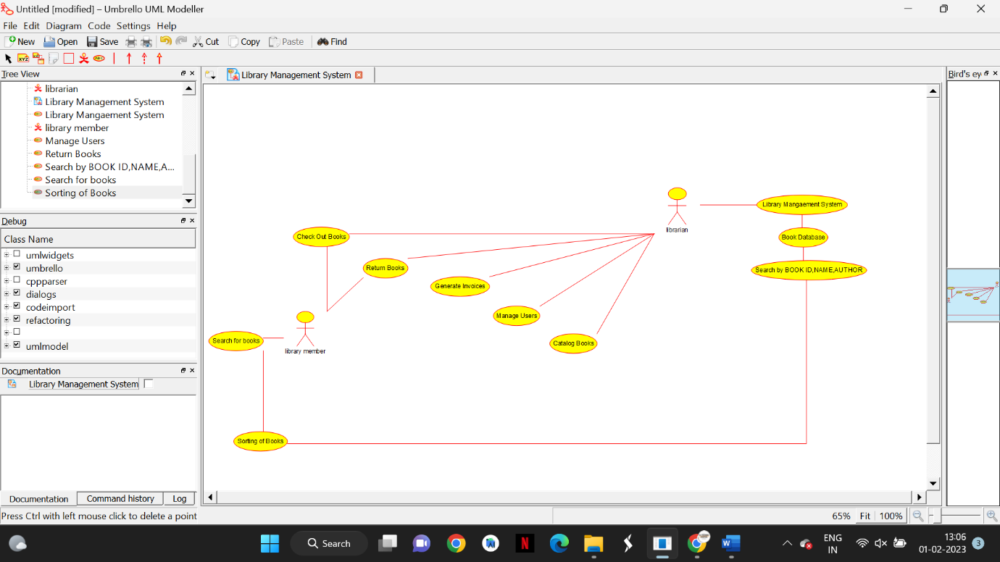 Untitled [modified] – Umbrello UML Modeller
File Edit Diagram Code Settings Help
New Open Save Cut Copy Paste Find
Tree View
librarian
Library Management System
Library Mangaement System
library member
Manage Users
Return Books
Search by BOOK ID,NAME,A...
Search for books
Sorting of Books
Debug
Class Name
umlwidgets
umbrello
cppparser
dialogs
codeimport
refactoring
umlmodel
Documentation
Library Management System
Documentation Command history Log
Press Ctrl with left mouse click to delete a point
Library Management System
librarian
Library Mangaement System
Check Out Books
Book Database
Return Books
Search by BOOK ID,NAME,AUTHOR
Generate Invoices
Manage Users
Search for books
Catalog Books
library member
Sorting of Books
Bird's ey
65% Fit 100%
Search
ENG
IN
13:06
01-02-2023
3